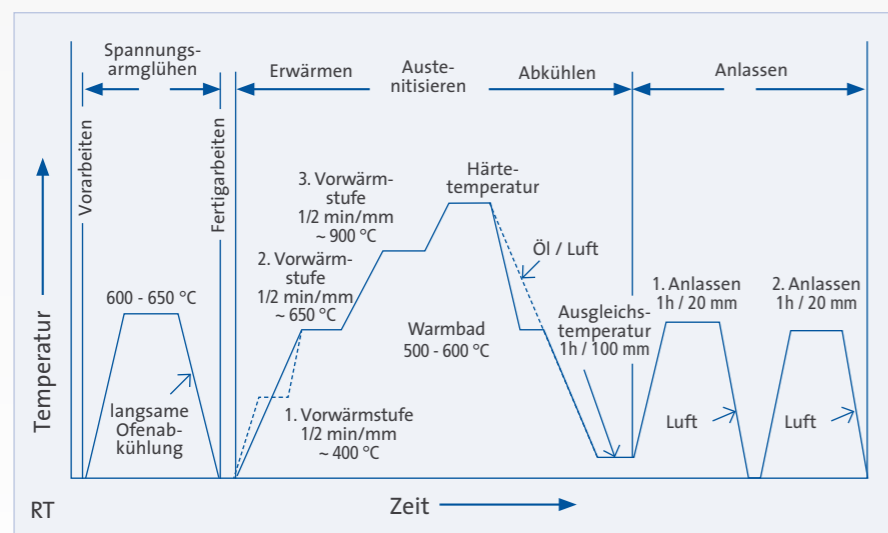 Spannungs-
armglühen
Erwärmen
Auste-
nitisieren
Abkühlen
Anlassen
Temperatur
Vorarbeiten
600 - 650 °C
langsame
Ofenab-
kühlung
Fertigarbeiten
1. Vorwärmstufe
1/2 min/mm
~ 400 °C
2. Vorwärm-
stufe
1/2 min/mm
~ 650 °C
3. Vorwärm-
stufe
1/2 min/mm
~ 900 °C
Härte-
temperatur
Öl / Luft
Warmbad
500 - 600 °C
Ausgleichs-
temperatur
1h / 100 mm
1. Anlassen
1h / 20 mm
Luft
2. Anlassen
1h / 20 mm
Luft
RT
Zeit